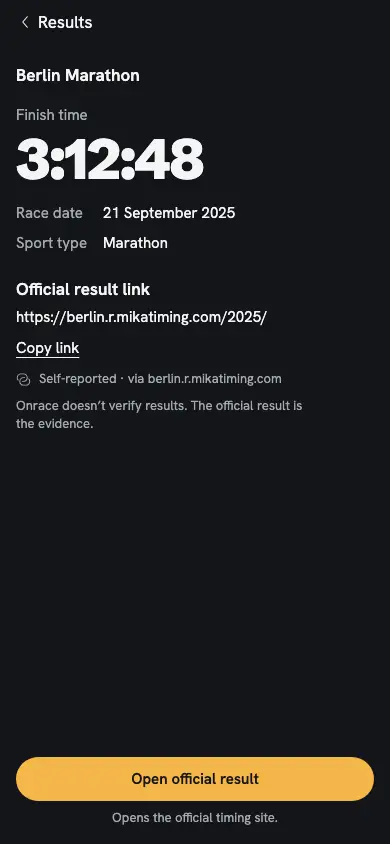 Results
Berlin Marathon
Finish time
3:12:48
Race date 21 September 2025
Sport type Marathon
Official result link
https://berlin.r.mikatiming.com/2025/
Copy link
Self-reported · via berlin.r.mikatiming.com
Onrace doesn’t verify results. The official result is
the evidence.
Open official result
Opens the official timing site.